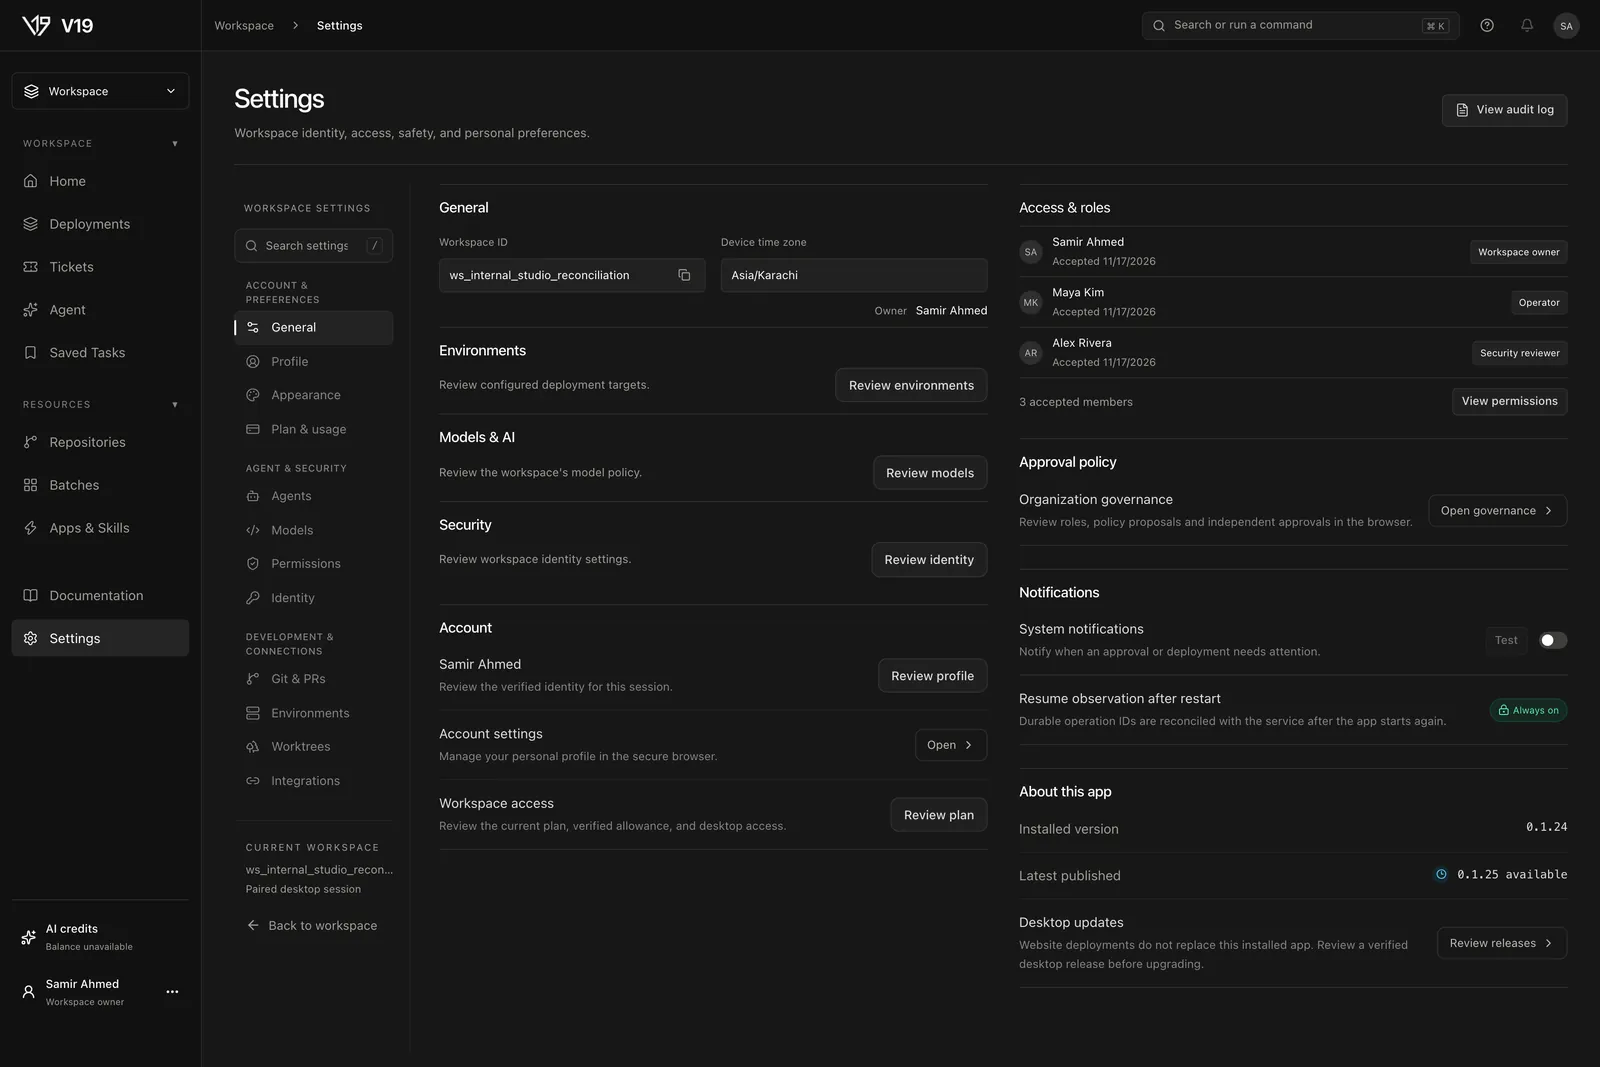 V19
Workspace
Settings
Search or run a command
⌘ K
SA
Workspace
WORKSPACE
Home
Deployments
Tickets
Agent
Saved Tasks
RESOURCES
Repositories
Batches
Apps & Skills
Documentation
Settings
AI credits
Balance unavailable
Samir Ahmed
Workspace owner
Settings
Workspace identity, access, safety, and personal preferences.
View audit log
WORKSPACE SETTINGS
Search settings
/
ACCOUNT &
PREFERENCES
General
Profile
Appearance
Plan & usage
AGENT & SECURITY
Agents
Models
Permissions
Identity
DEVELOPMENT &
CONNECTIONS
Git & PRs
Environments
Worktrees
Integrations
CURRENT WORKSPACE
ws_internal_studio_recon...
Paired desktop session
Back to workspace
General
Workspace ID
Device time zone
ws_internal_studio_reconciliation
Asia/Karachi
Owner Samir Ahmed
Environments
Review configured deployment targets.
Review environments
Models & AI
Review the workspace's model policy.
Review models
Security
Review workspace identity settings.
Review identity
Account
Samir Ahmed
Review the verified identity for this session.
Review profile
Account settings
Manage your personal profile in the secure browser.
Open
Workspace access
Review the current plan, verified allowance, and desktop access.
Review plan
Access & roles
SA
Samir Ahmed
Accepted 11/17/2026
Workspace owner
MK
Maya Kim
Accepted 11/17/2026
Operator
AR
Alex Rivera
Accepted 11/17/2026
Security reviewer
3 accepted members
View permissions
Approval policy
Organization governance
Review roles, policy proposals and independent approvals in the browser.
Open governance
Notifications
System notifications
Notify when an approval or deployment needs attention.
Test
Resume observation after restart
Durable operation IDs are reconciled with the service after the app starts again.
Always on
About this app
Installed version
0.1.24
Latest published
0.1.25 available
Desktop updates
Website deployments do not replace this installed app. Review a verified
desktop release before upgrading.
Review releases